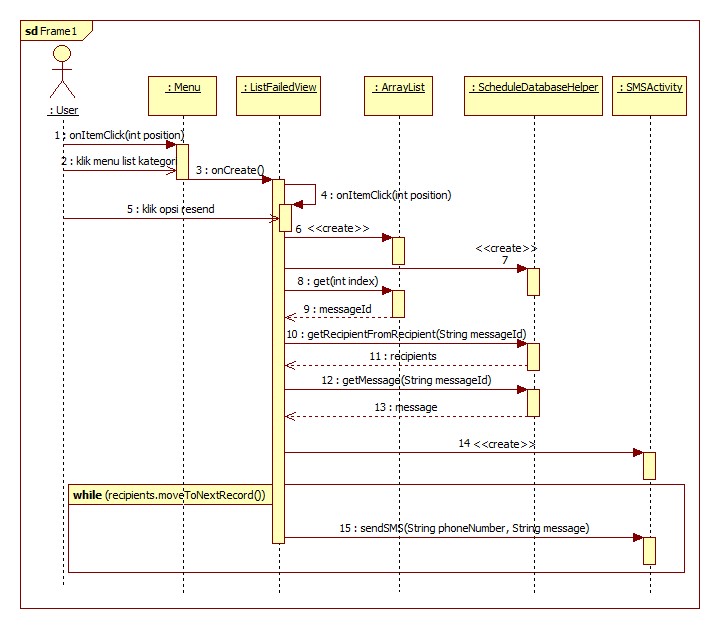 sd Frame1
: User
: Menu
: ListFailedView
: ArrayList
: ScheduleDatabaseHelper
: SMSActivity
1 : onItemClick(int position)
2 : klik menu list kategori
3 : onCreate()
4 : onItemClick(int position)
5 : klik opsi resend
6 <<create>>
<<create>>
7
8 : get(int index)
9 : messageId
10 : getRecipientFromRecipient(String messageId)
11 : recipients
12 : getMessage(String messageId)
13 : message
14 <<create>>
while (recipients.moveToNextRecord())
15 : sendSMS(String phoneNumber, String message)